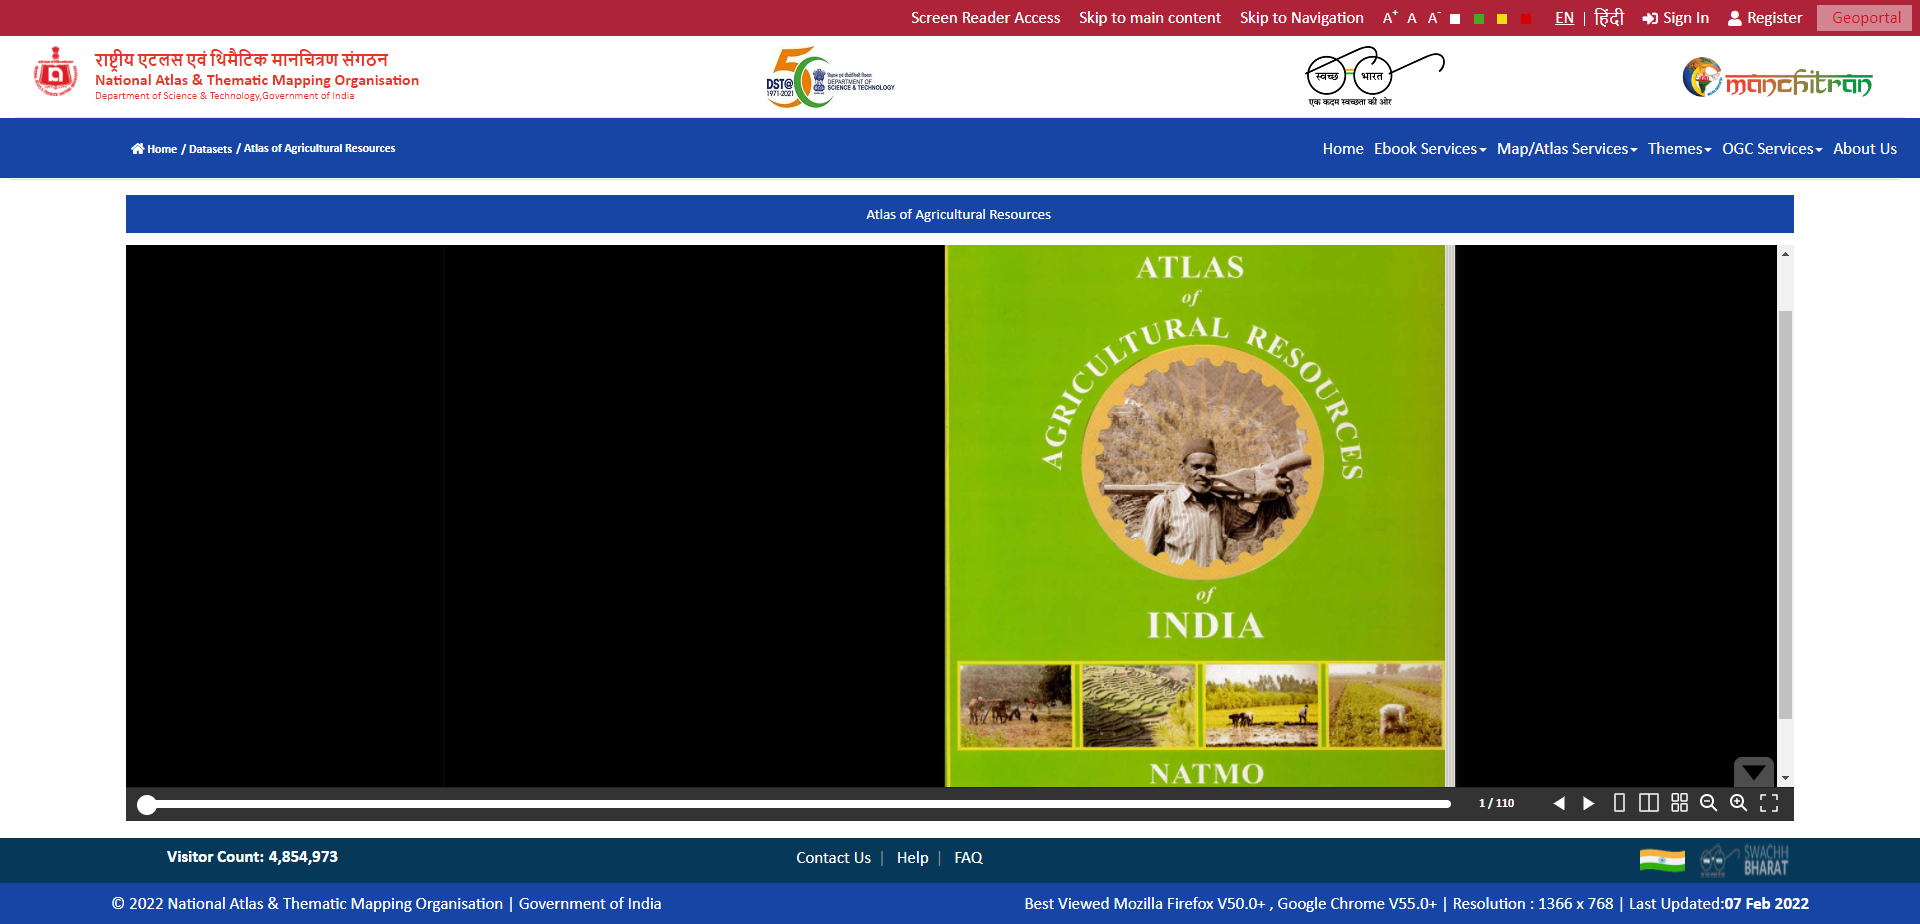 Screen Reader Access Skip to main content Skip to Navigation A+ A A- EN | हिंदी Sign In Register Geoportal
राष्ट्रीय एटलस एवं थिमैटिक मानचित्रण संगठन
National Atlas & Thematic Mapping Organisation
Department of Science & Technology,Government of India
50
DST@
1971-2021
विज्ञान एवं प्रौद्योगिकी विभाग
DEPARTMENT OF
SCIENCE & TECHNOLOGY
स्वच्छ भारत
एक कदम स्वच्छता की ओर
manchitran
Home / Datasets / Atlas of Agricultural Resources
Home Ebook Services Map/Atlas Services Themes OGC Services About Us
Atlas of Agricultural Resources
ATLAS
of
AGRICULTURAL RESOURCES
of
INDIA
NATMO
1 / 110
Visitor Count: 4,854,973
Contact Us | Help | FAQ
SWACHH
BHARAT
© 2022 National Atlas & Thematic Mapping Organisation | Government of India
Best Viewed Mozilla Firefox V50.0+ , Google Chrome V55.0+ | Resolution : 1366 x 768 | Last Updated:07 Feb 2022